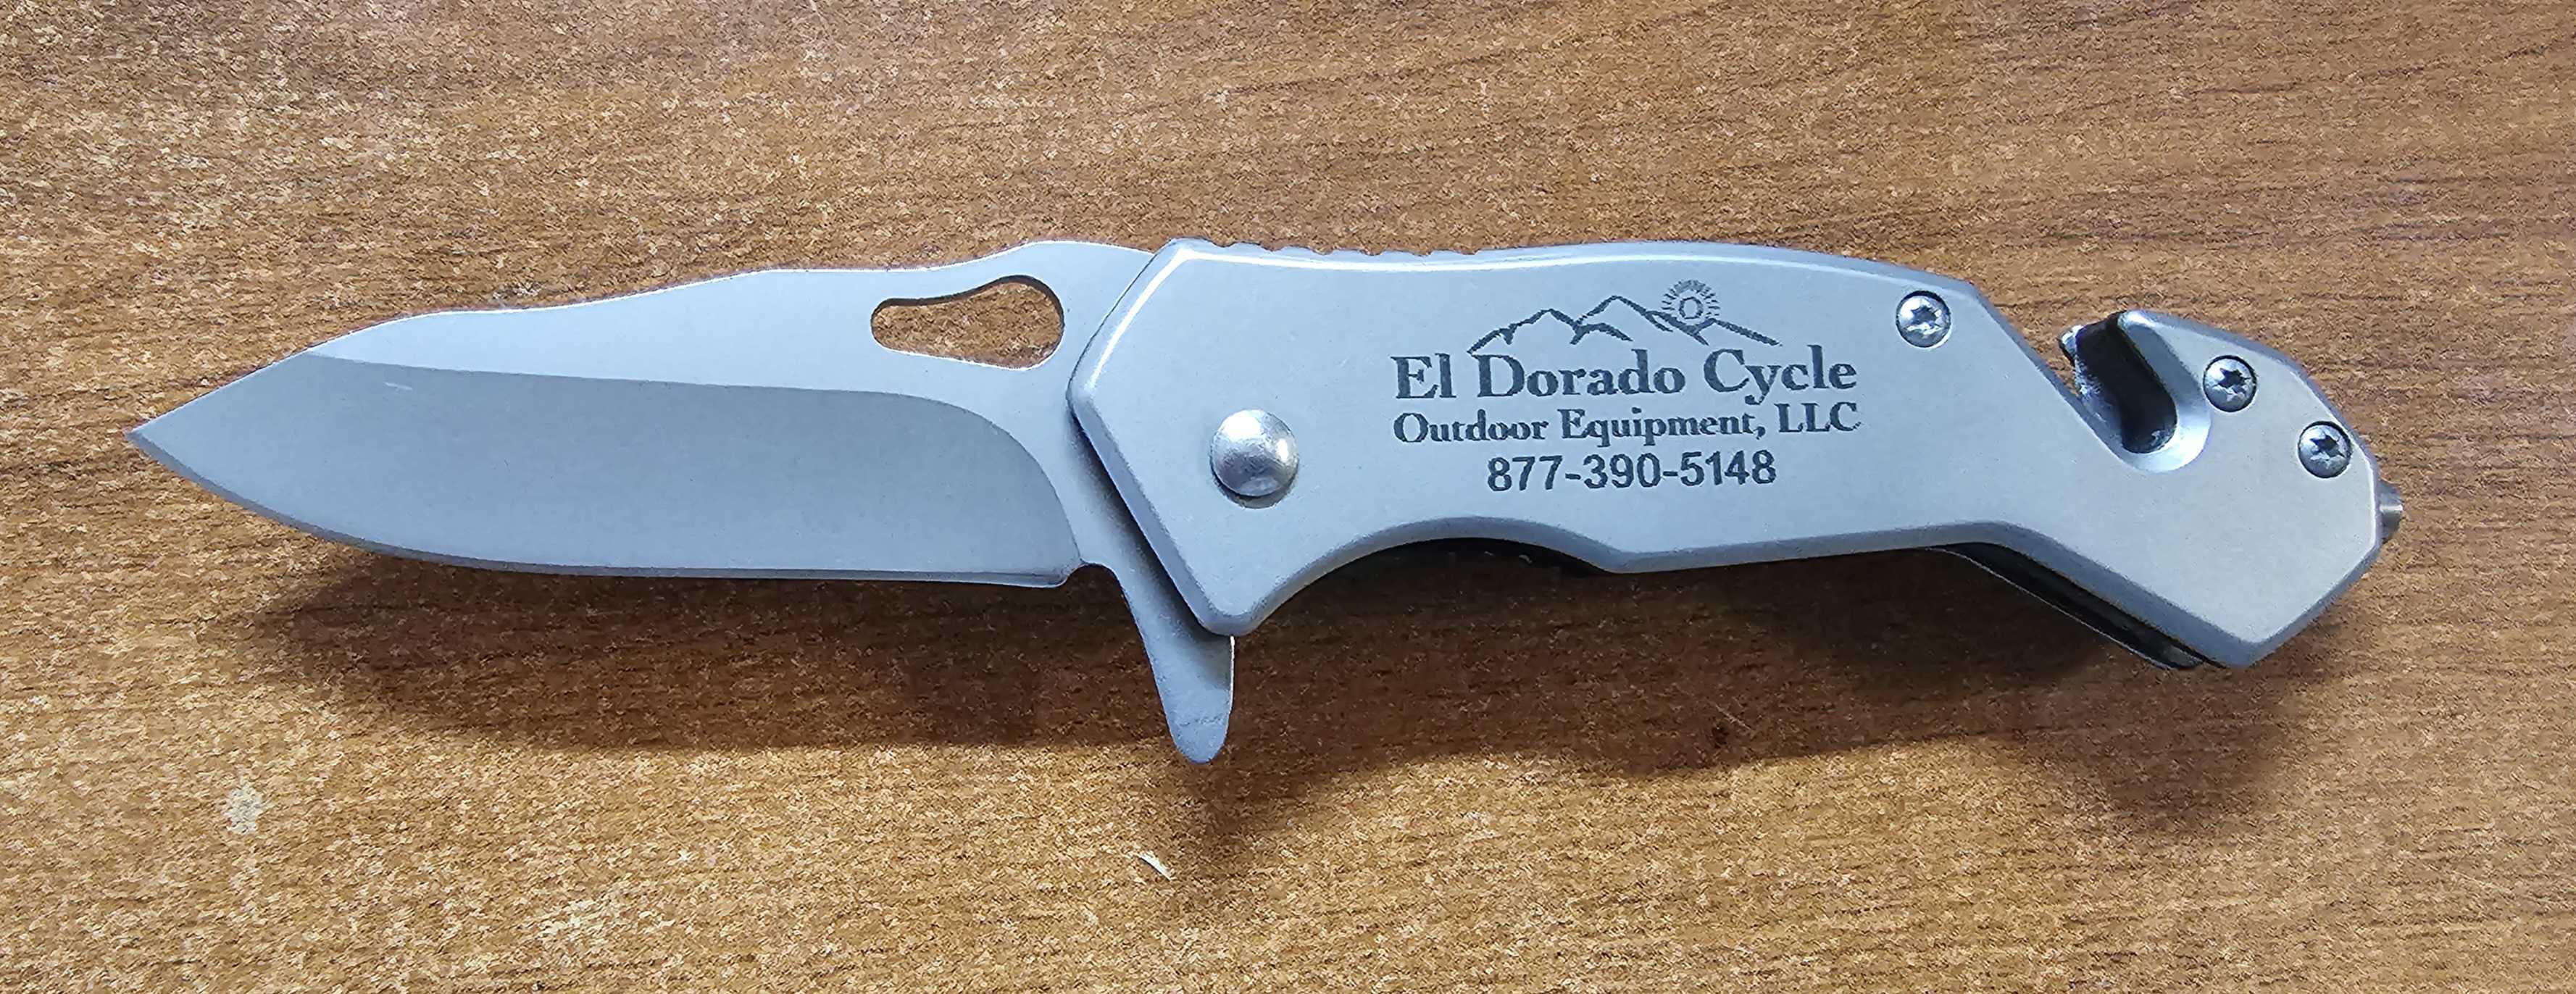 El Dorado Cycle
Outdoor Equipment, LLC
877-390-5148